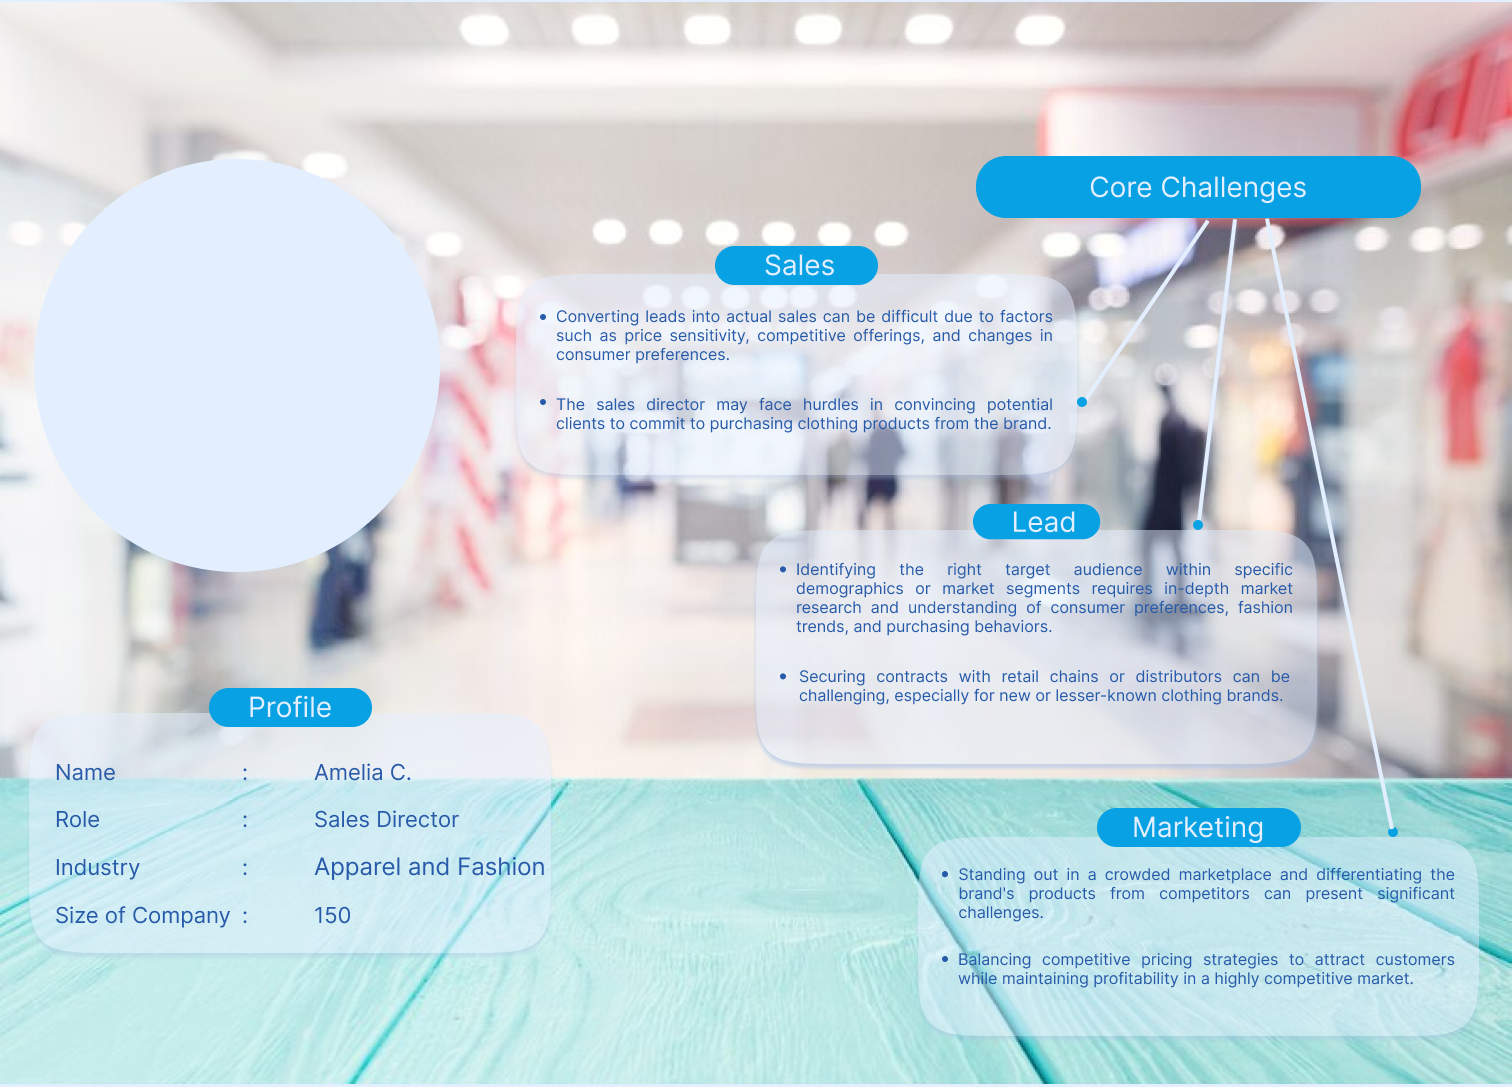 Core Challenges
Sales
Converting leads into actual sales can be difficult due to factors
such as price sensitivity, competitive offerings, and changes in
consumer preferences.
The sales director may face hurdles in convincing potential
clients to commit to purchasing clothing products from the brand.
Lead
Identifying the right target audience within specific
demographics or market segments requires in-depth market
research and understanding of consumer preferences, fashion
trends, and purchasing behaviors.
Securing contracts with retail chains or distributors can be
challenging, especially for new or lesser-known clothing brands.
Profile
Name : Amelia C.
Role : Sales Director
Industry : Apparel and Fashion
Size of Company : 150
Marketing
Standing out in a crowded marketplace and differentiating the
brand's products from competitors can present significant
challenges.
Balancing competitive pricing strategies to attract customers
while maintaining profitability in a highly competitive market.